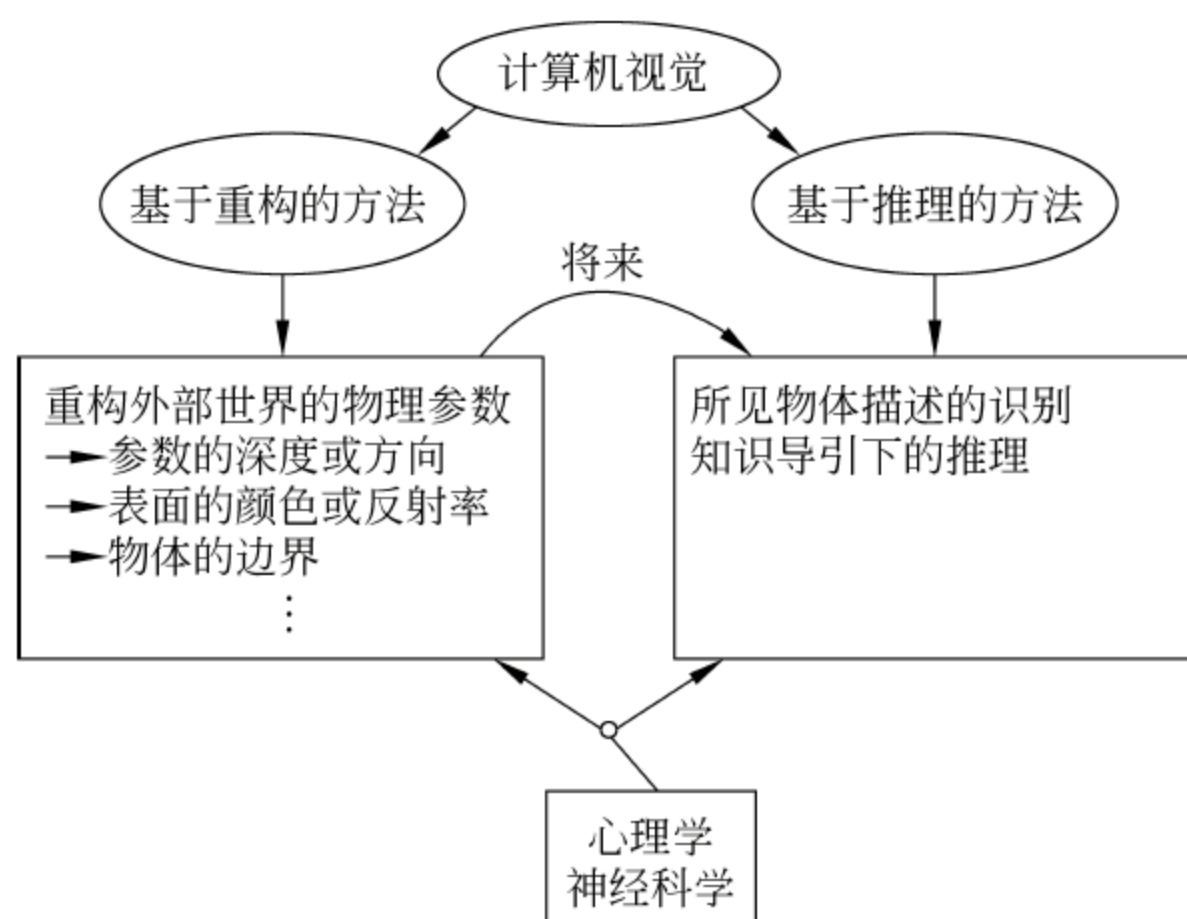 计算机视觉
基于重构的方法
基于推理的方法
将来
重构外部世界的物理参数
参数的深度或方向
表面的颜色或反射率
物体的边界
⋮
所见物体描述的识别
知识导引下的推理
心理学
神经科学